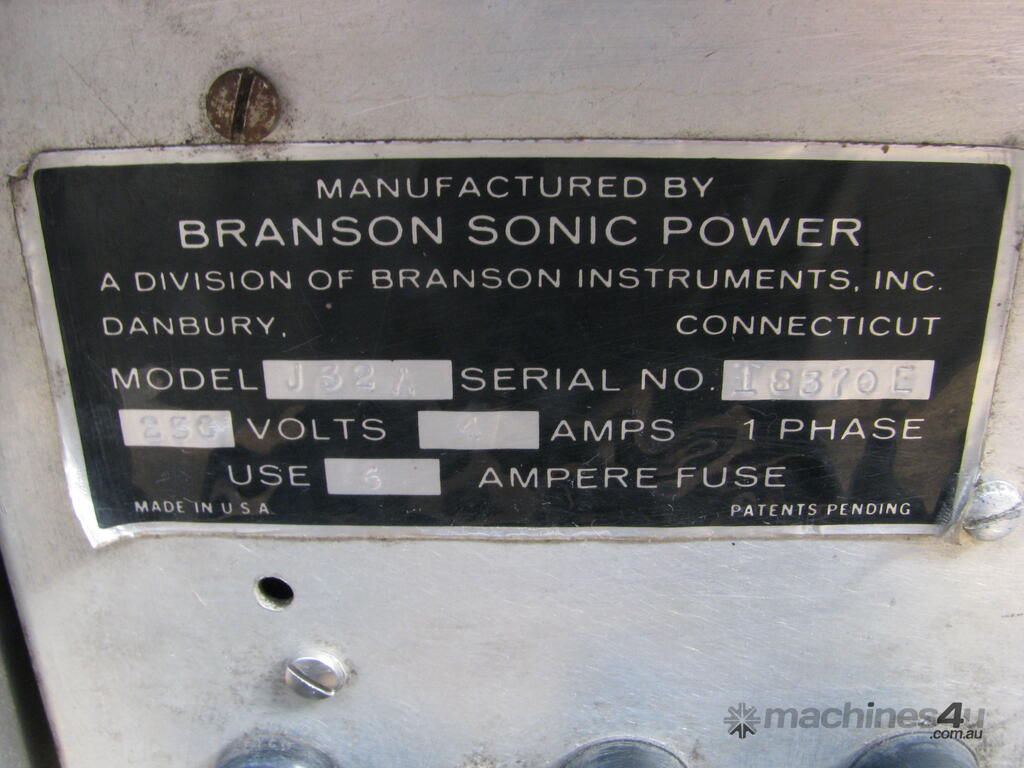 MANUFACTURED BY
BRANSON SONIC POWER
A DIVISION OF BRANSON INSTRUMENTS, INC.
DANBURY, CONNECTICUT
MODEL J32A SERIAL NO. I8370E
230 VOLTS 4 AMPS 1 PHASE
USE 5 AMPERE FUSE
MADE IN U S A PATENTS PENDING
machines4u
.com.au